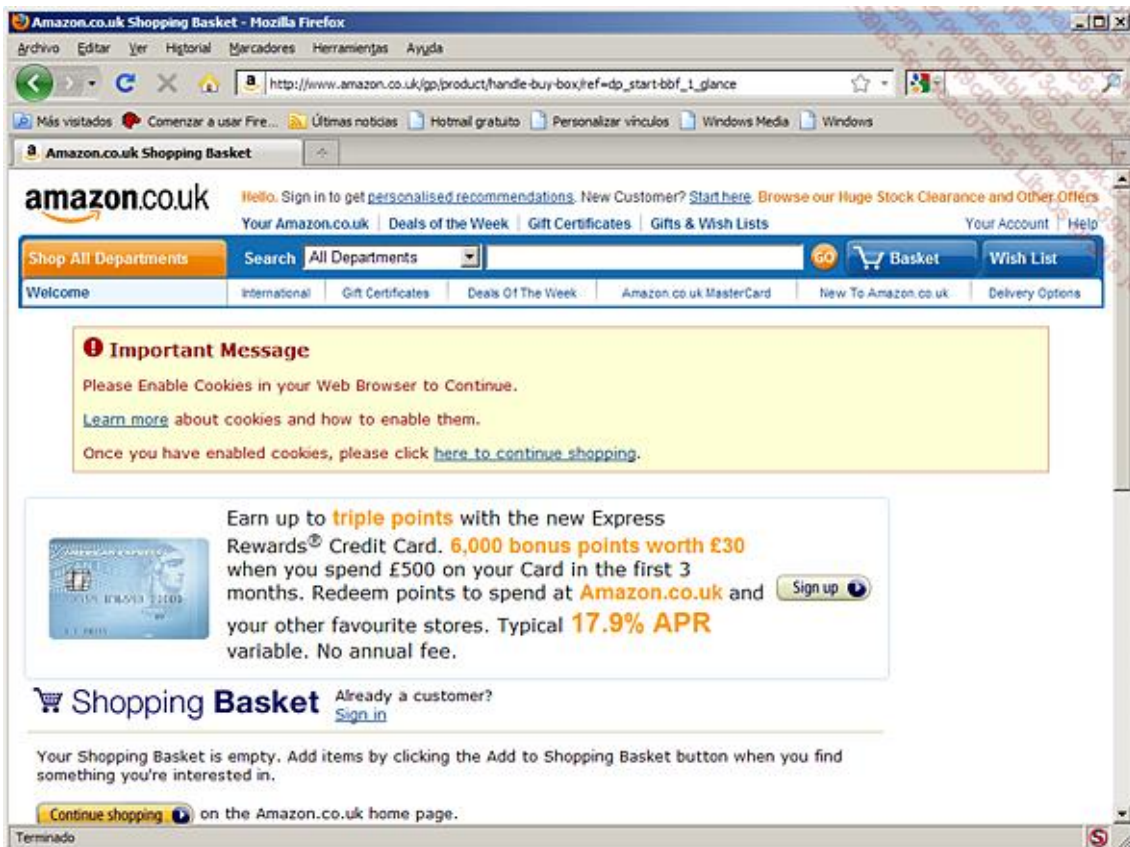 Amazon.co.uk Shopping Basket - Mozilla Firefox
Archivo Editar Ver Historial Marcadores Herramientas Ayuda
http://www.amazon.co.uk/gp/product/handle-buy-box/ref=dp_start-bbf_1_glance
Más visitados Comenzar a usar Fire... Últimas noticias Hotmail gratuito Personalizar vínculos Windows Media Windows
Amazon.co.uk Shopping Basket
amazon.co.uk
Hello. Sign in to get personalised recommendations. New Customer? Start here. Browse our Huge Stock Clearance and Other Offers
Your Amazon.co.uk Deals of the Week Gift Certificates Gifts & Wish Lists Your Account Help
Shop All Departments Search All Departments GO Basket Wish List
Welcome International Gift Certificates Deals Of The Week Amazon.co.uk MasterCard New To Amazon.co.uk Delivery Options
Important Message
Please Enable Cookies in your Web Browser to Continue.
Learn more about cookies and how to enable them.
Once you have enabled cookies, please click here to continue shopping.
Earn up to triple points with the new Express
Rewards® Credit Card. 6,000 bonus points worth £30
when you spend £500 on your Card in the first 3
months. Redeem points to spend at Amazon.co.uk and
your other favourite stores. Typical 17.9% APR
variable. No annual fee.
Sign up
AMERICAN EXPRESS
Shopping Basket Already a customer?
Sign in
Your Shopping Basket is empty. Add items by clicking the Add to Shopping Basket button when you find
something you're interested in.
Continue shopping on the Amazon.co.uk home page.
Terminado